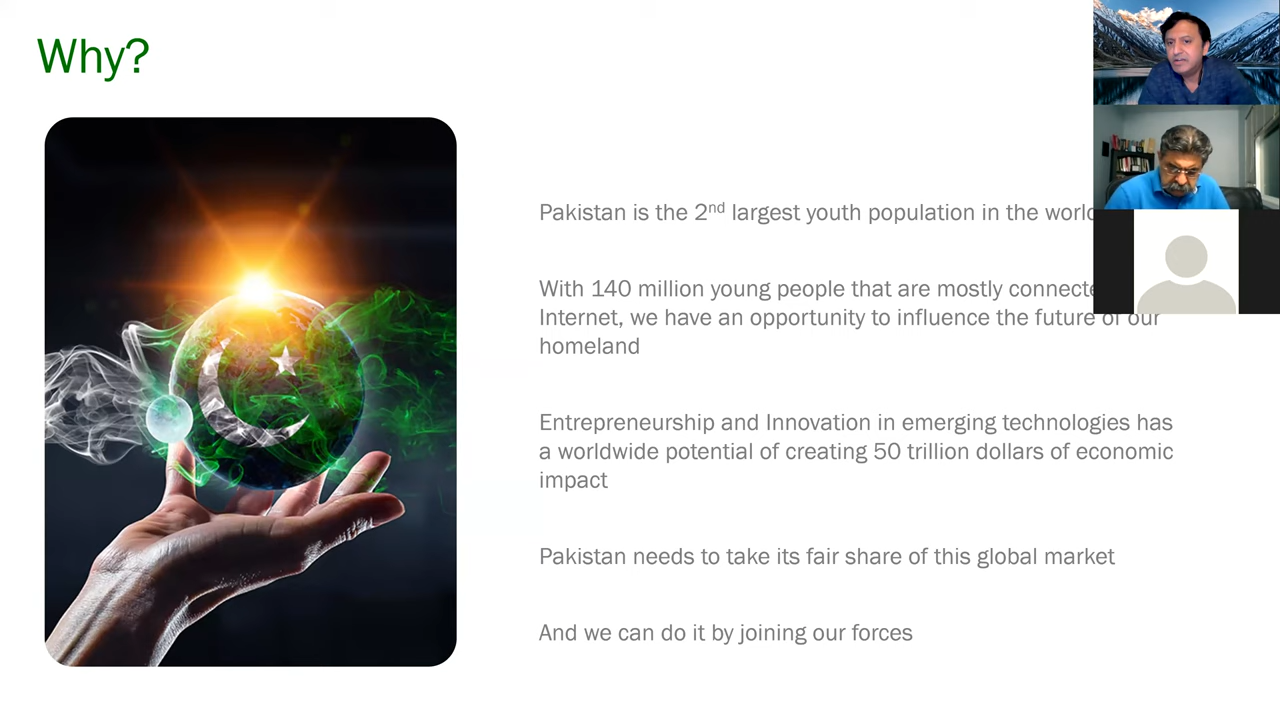 Why?
Pakistan is the 2nd largest youth population in the world
With 140 million young people that are mostly
Internet, we have an opportunity to influence the future of our
homeland
Entrepreneurship and Innovation in emerging technologies has
a worldwide potential of creating 50 trillion dollars of economic
impact
Pakistan needs to take its fair share of this global market
And we can do it by joining our forces